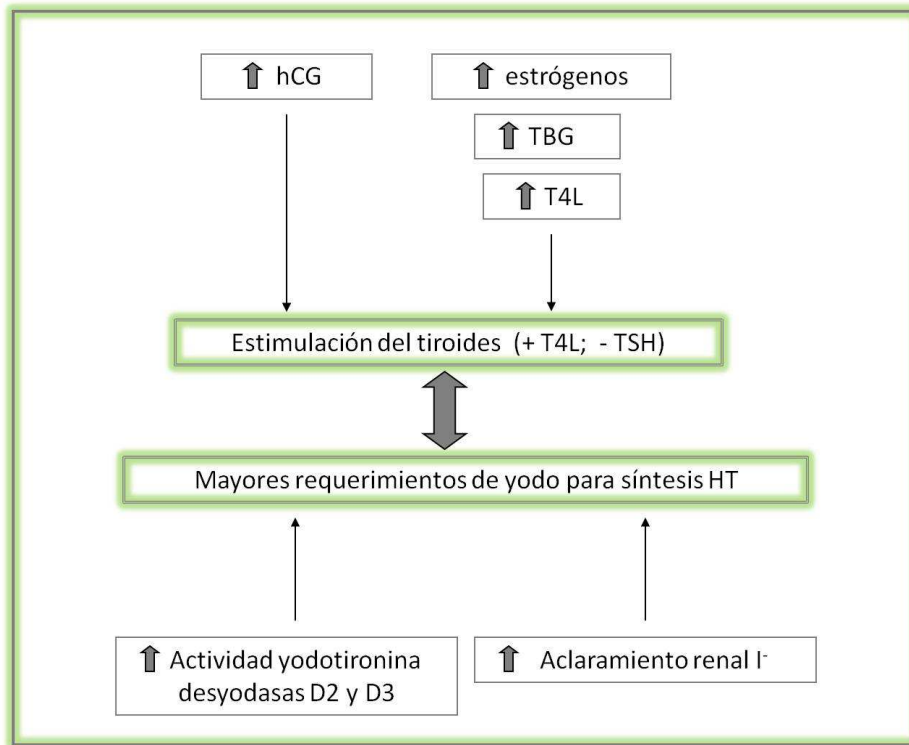 hCG
estrógenos
TBG
T4L
Estimulación del tiroides (+ T4L; - TSH)
Mayores requerimientos de yodo para síntesis HT
Actividad yodotironina
desyodasas D2 y D3
Aclaramiento renal I⁻